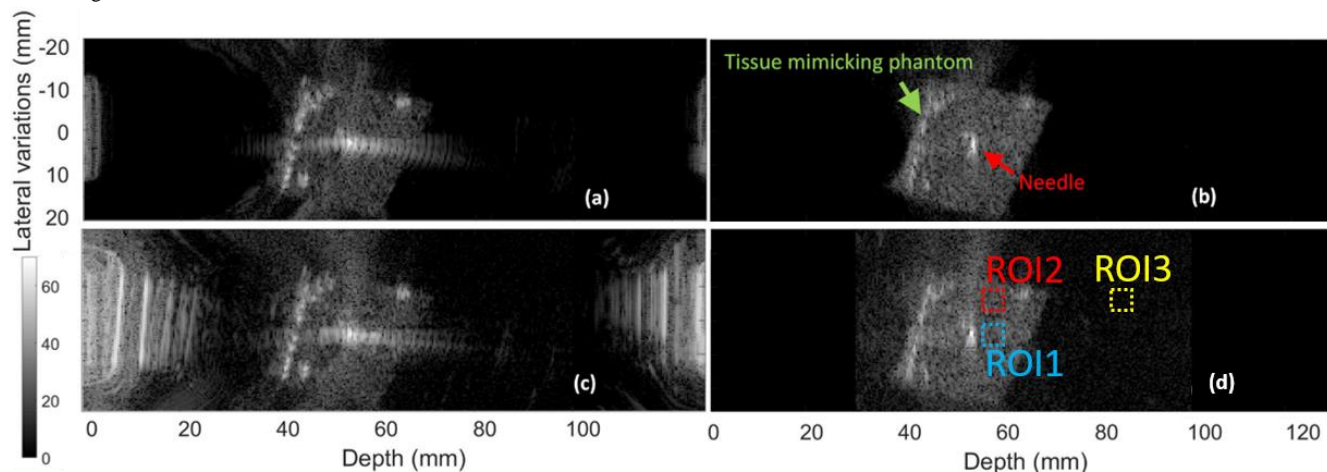 -20
-10
0
10
20
Lateral variations (mm)
Tissue mimicking phantom
Needle
(a)
(b)
60
40
20
0
ROI2
ROI3
ROI1
(c)
(d)
0 20 40 60 80 100
Depth (mm)
0 20 40 60 80 100 120
Depth (mm)